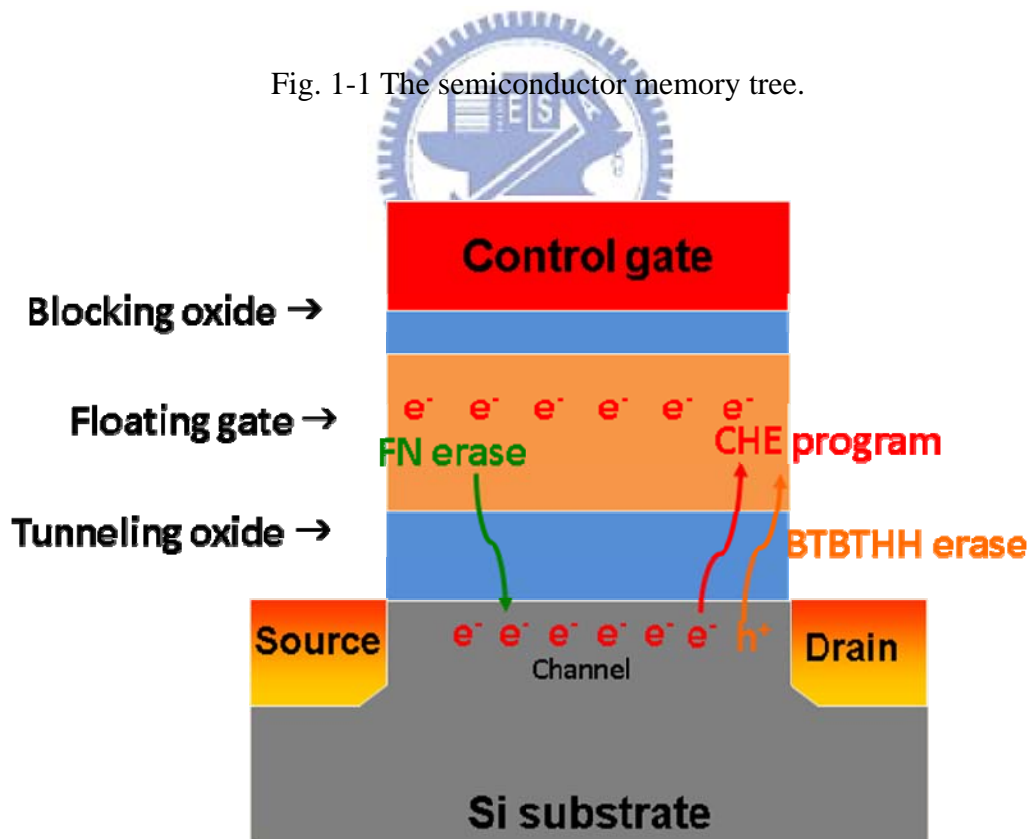 Fig. 1-1 The semiconductor memory tree.
E S A
Control gate
Blocking oxide →
Floating gate →
e⁻ e⁻ e⁻ e⁻ e⁻ e⁻
FN erase
CHE program
Tunneling oxide →
BTBTHH erase
Source
e⁻ e⁻ e⁻ e⁻ e⁻ e⁻ h⁺
Drain
Channel
Si substrate